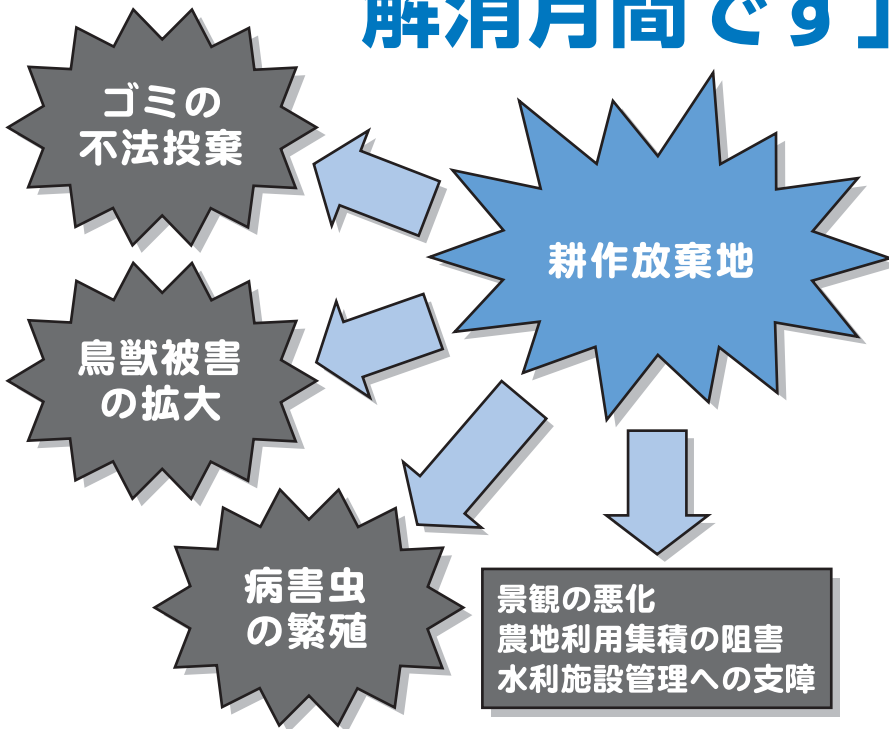 解消月間です」
ゴミの
不法投棄
耕作放棄地
鳥獣被害
の拡大
病害虫
の繁殖
景観の悪化
農地利用集積の阻害
水利施設管理への支障